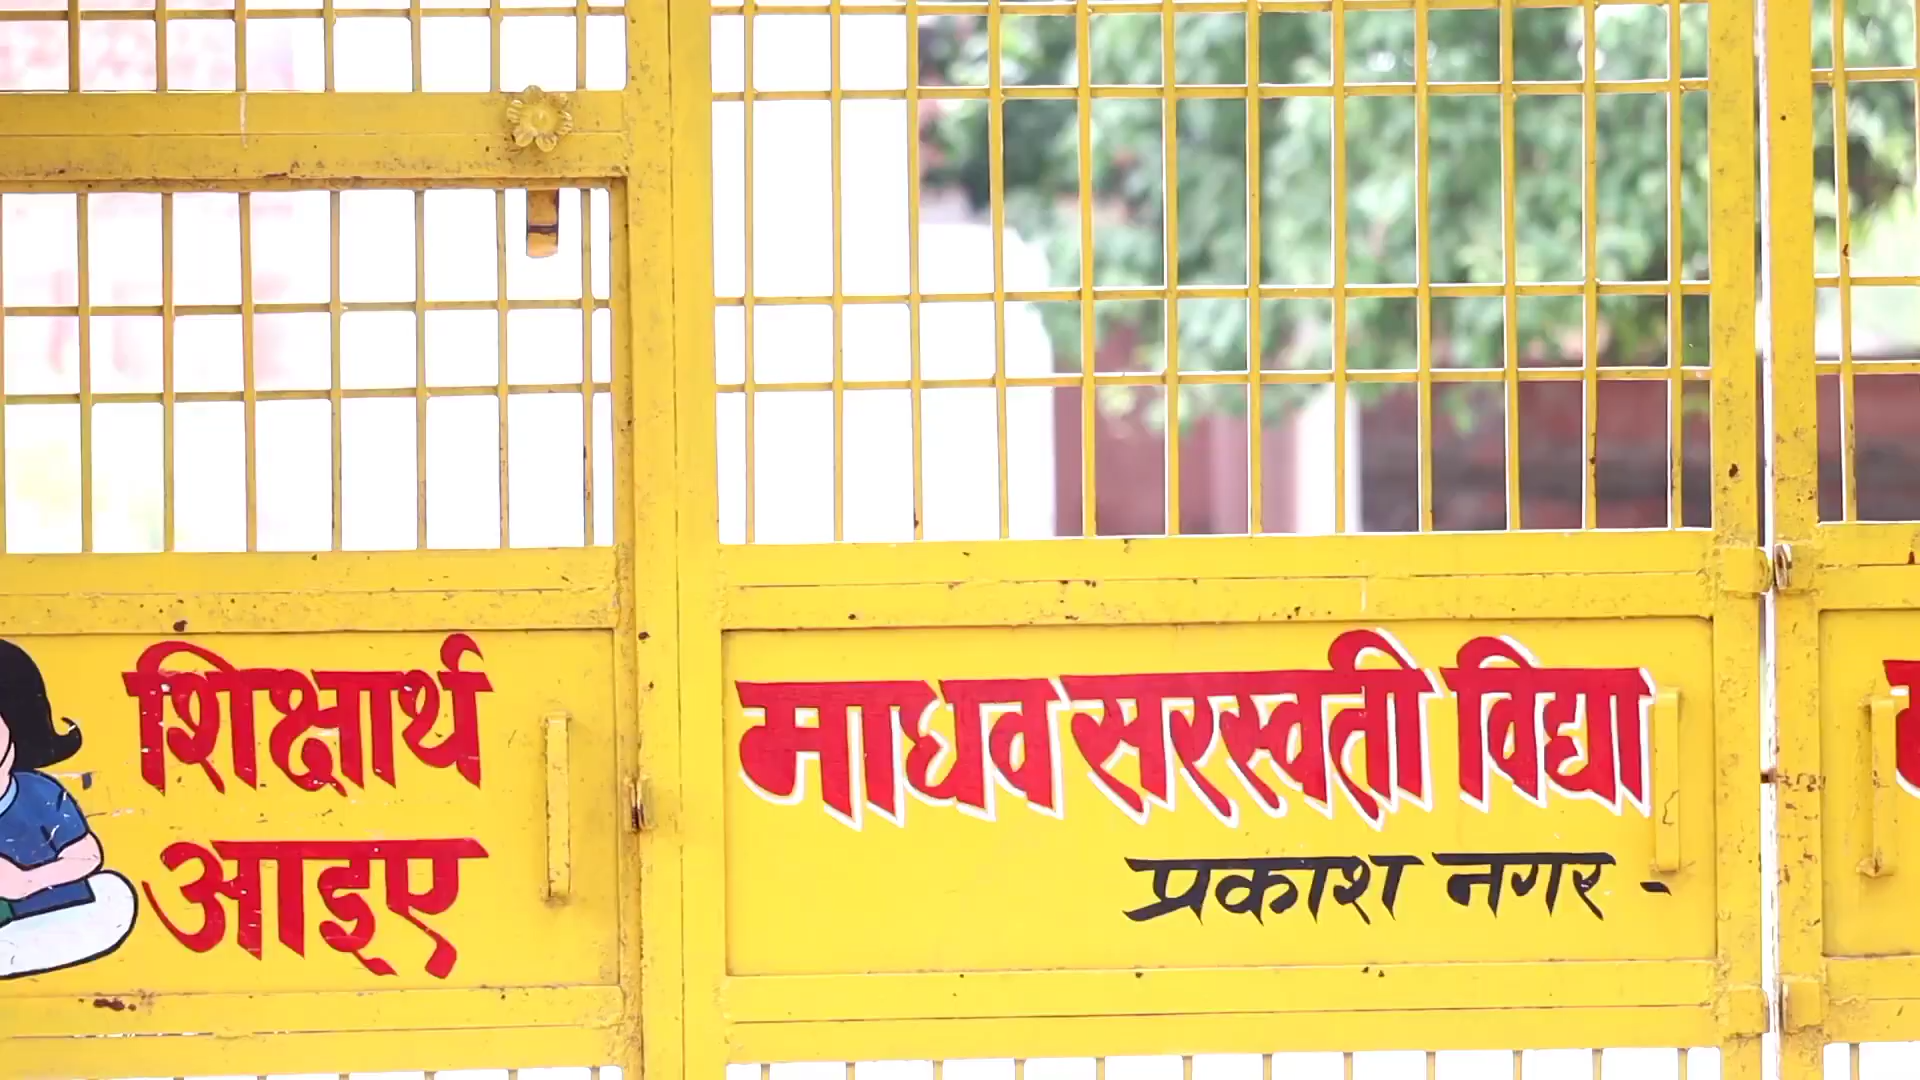 शिक्षार्थ
आइए
माधव सरस्वती विद्या
प्रकाश नगर -